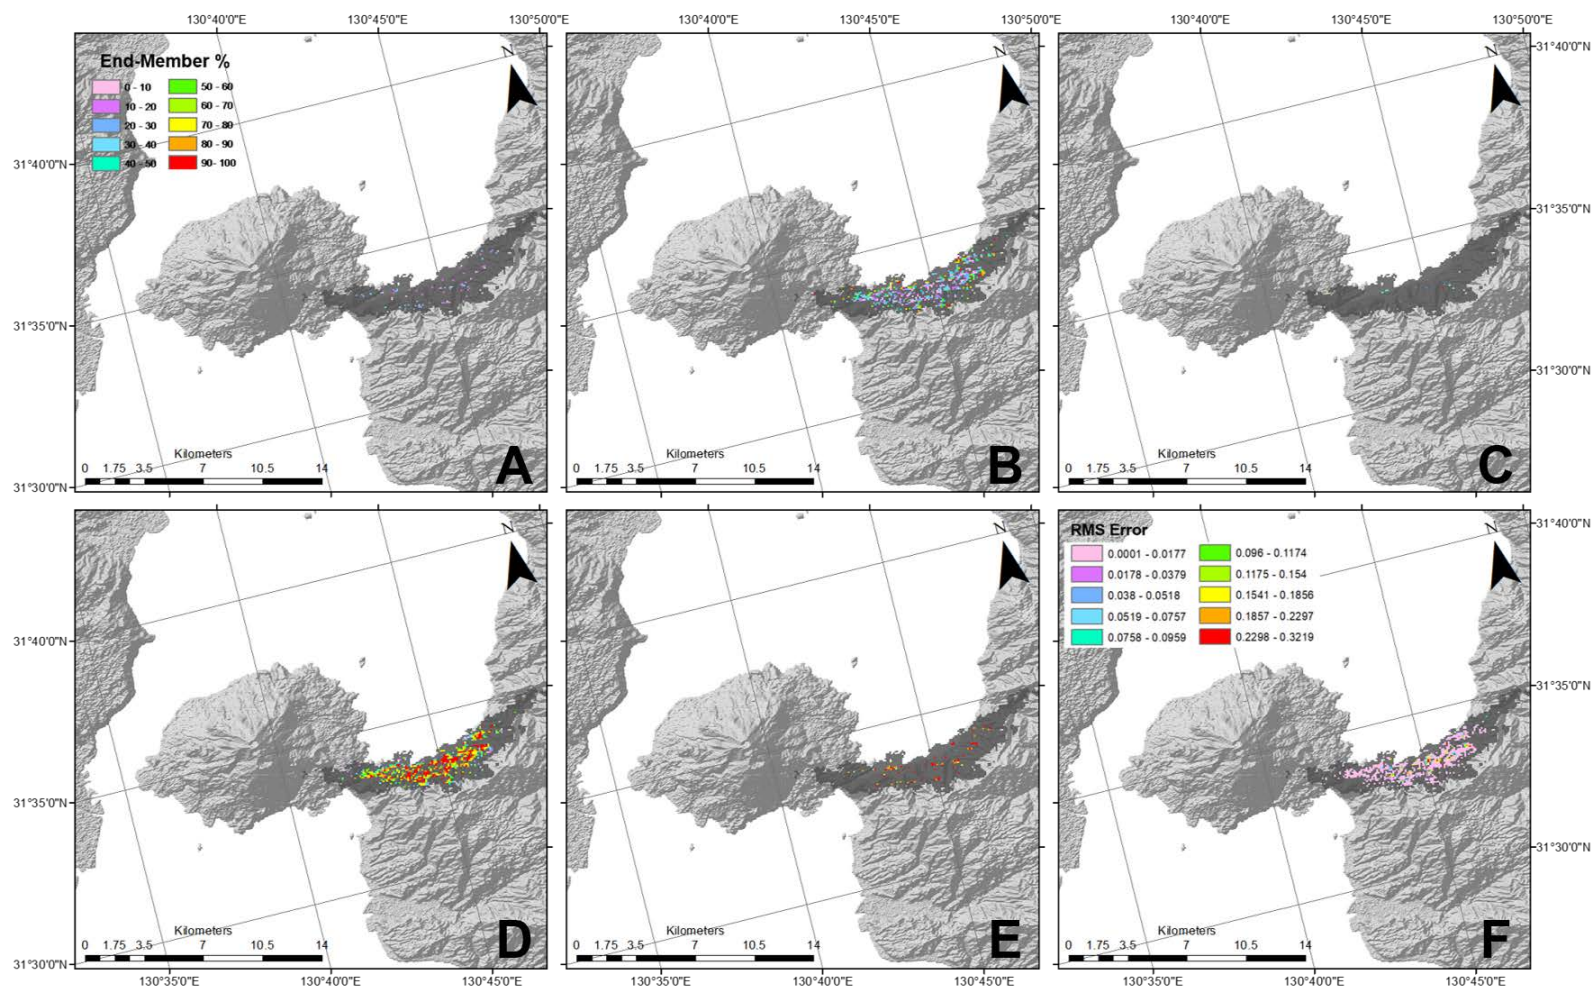 130°40'0"E 130°45'0"E 130°50'0"E 130°40'0"E 130°45'0"E 130°50'0"E 130°40'0"E 130°45'0"E 130°50'0"E
N N N
31°40'0"N
End-Member %
0 - 10 50 - 60
10 - 20 60 - 70
20 - 30 70 - 80
30 - 40 80 - 90
40 - 50 90 - 100
31°40'0"N
31°35'0"N
31°35'0"N
31°30'0"N
Kilometers Kilometers Kilometers
0 1.75 3.5 7 10.5 14 0 1.75 3.5 7 10.5 14 0 1.75 3.5 7 10.5 14
A B C
31°30'0"N
N N N
31°40'0"N
RMS Error
0.0001 - 0.0177 0.096 - 0.1174
0.0178 - 0.0379 0.1175 - 0.154
0.038 - 0.0518 0.1541 - 0.1856
0.0519 - 0.0757 0.1857 - 0.2297
0.0758 - 0.0959 0.2298 - 0.3219
31°40'0"N
31°35'0"N
31°35'0"N
31°30'0"N
Kilometers Kilometers Kilometers
0 1.75 3.5 7 10.5 14 0 1.75 3.5 7 10.5 14 0 1.75 3.5 7 10.5 14
D E F
31°30'0"N
130°35'0"E 130°40'0"E 130°45'0"E 130°35'0"E 130°40'0"E 130°45'0"E 130°35'0"E 130°40'0"E 130°45'0"E